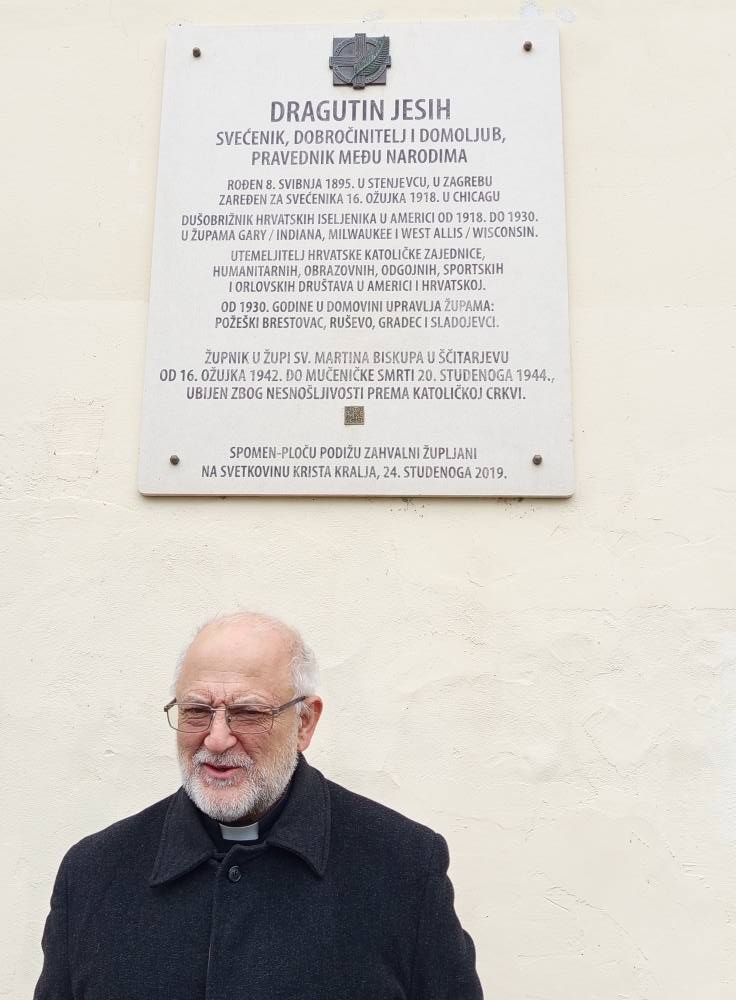 DRAGUTIN JESIH
SVEĆENIK, DOBROČINITELJ I DOMOLJUB,
PRAVEDNIK MEĐU NARODIMA
ROĐEN 8. SVIBNJA 1895. U STENJEVCU, U ZAGREBU
ZAREĐEN ZA SVEĆENIKA 16. OŽUJKA 1918. U CHICAGU
DUŠOBRIŽNIK HRVATSKIH ISELJENIKA U AMERICI OD 1918. DO 1930.
U ŽUPAMA GARY / INDIANA, MILWAUKEE I WEST ALLIS / WISCONSIN.
UTEMELJITELJ HRVATSKE KATOLIČKE ZAJEDNICE,
HUMANITARNIH, OBRAZOVNIH, ODGOJNIH, SPORTSKIH
I ORLOVSKIH DRUŠTAVA U AMERICI I HRVATSKOJ.
OD 1930. GODINE U DOMOVINI UPRAVLJA ŽUPAMA:
POŽEŠKI BRESTOVAC, RUŠEVO, GRADEC I SLADOJEVCI.
ŽUPNIK U ŽUPI SV. MARTINA BISKUPA U ŠČITARJEVU
OD 16. OŽUJKA 1942. DO MUČENIČKE SMRTI 20. STUDENOGA 1944.,
UBIJEN ZBOG NESNOŠLJIVOSTI PREMA KATOLIČKOJ CRKVI.
SPOMEN-PLOČU PODIŽU ZAHVALNI ŽUPLJANI
NA SVETKOVINU KRISTA KRALJA, 24. STUDENOGA 2019.